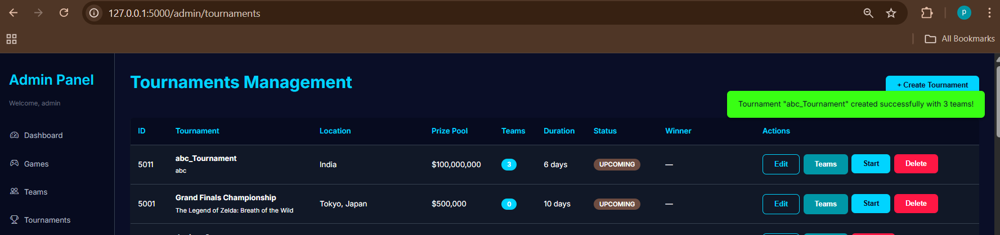 127.0.0.1:5000/admin/tournaments
p
All Bookmarks
Admin Panel
Welcome, admin
Dashboard
Games
Teams
Tournaments
Tournaments Management
+ Create Tournament
Tournament "abc_Tournament" created successfully with 3 teams!
ID Tournament Location Prize Pool Teams Duration Status Winner Actions
5011 abc_Tournament India $100,000,000 3 6 days UPCOMING — Edit Teams Start Delete
abc
5001 Grand Finals Championship Tokyo, Japan $500,000 0 10 days UPCOMING — Edit Teams Start Delete
The Legend of Zelda: Breath of the Wild